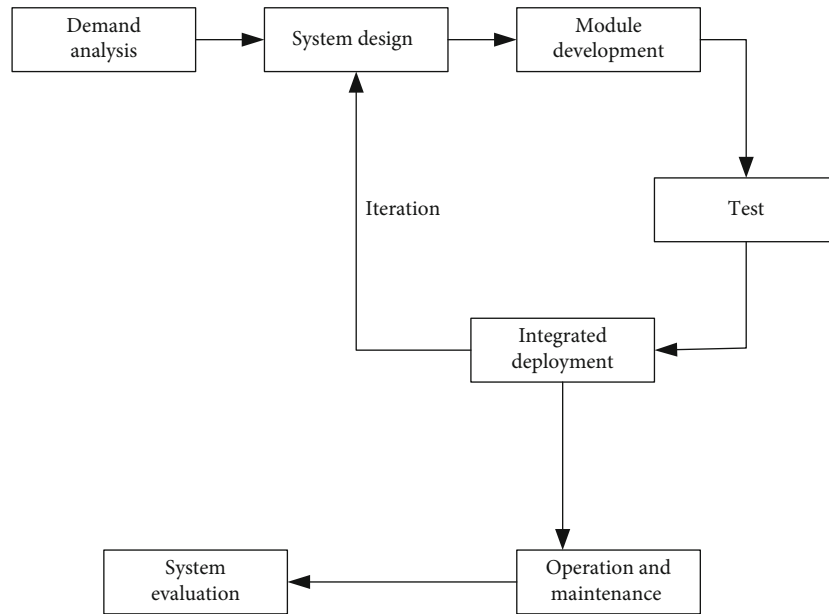 Demand
analysis
System design
Module
development
Test
Iteration
Integrated
deployment
Operation and
maintenance
System
evaluation